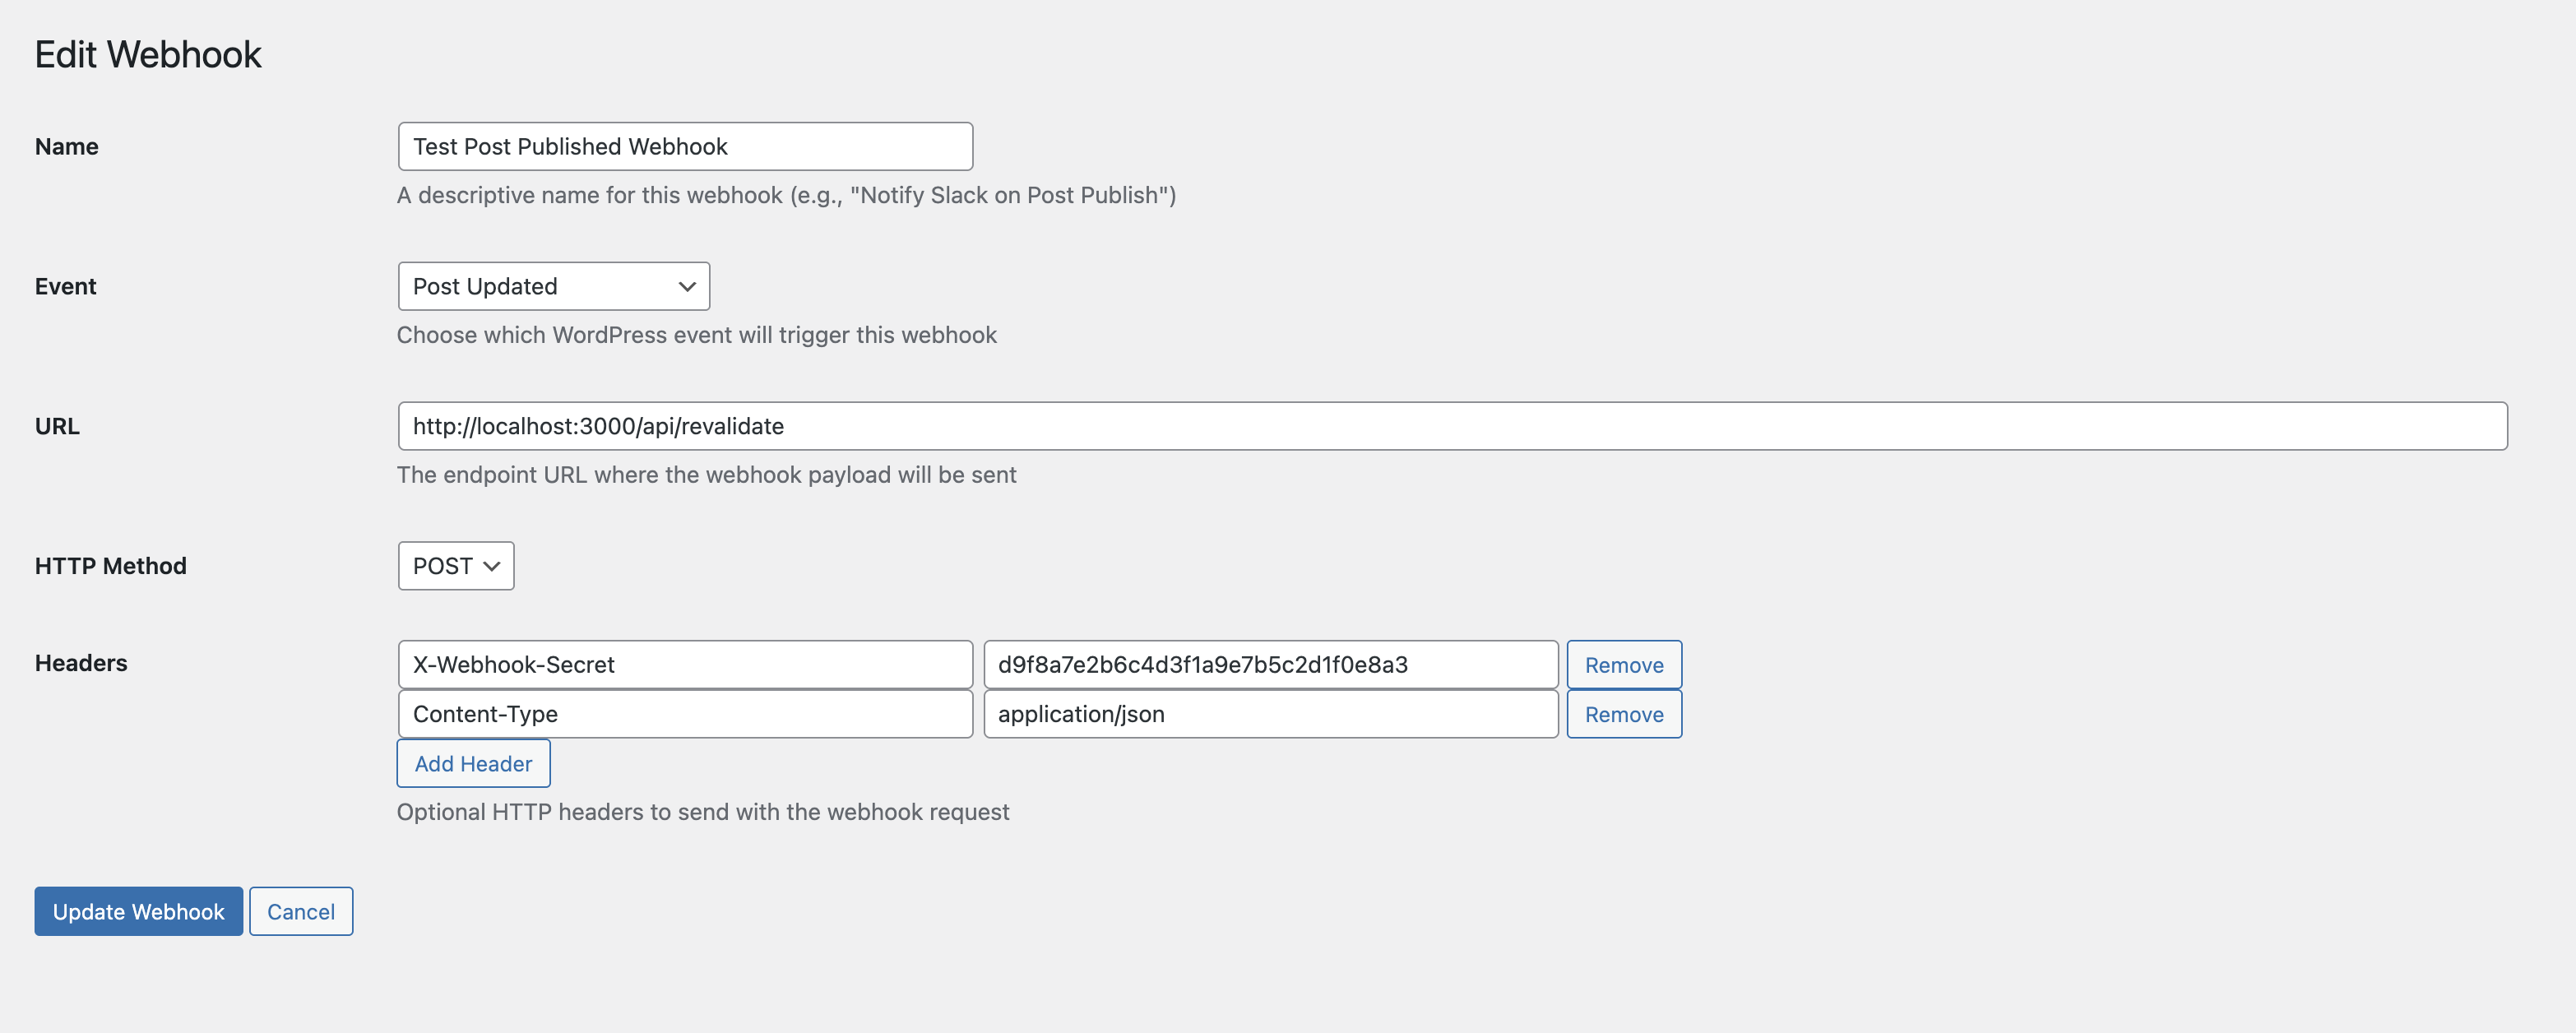 Edit Webhook
Name
Test Post Published Webhook
A descriptive name for this webhook (e.g., "Notify Slack on Post Publish")
Event
Post Updated
Choose which WordPress event will trigger this webhook
URL
http://localhost:3000/api/revalidate
The endpoint URL where the webhook payload will be sent
HTTP Method
POST
Headers
X-Webhook-Secret d9f8a7e2b6c4d3f1a9e7b5c2d1f0e8a3 Remove
Content-Type application/json Remove
Add Header
Optional HTTP headers to send with the webhook request
Update Webhook Cancel